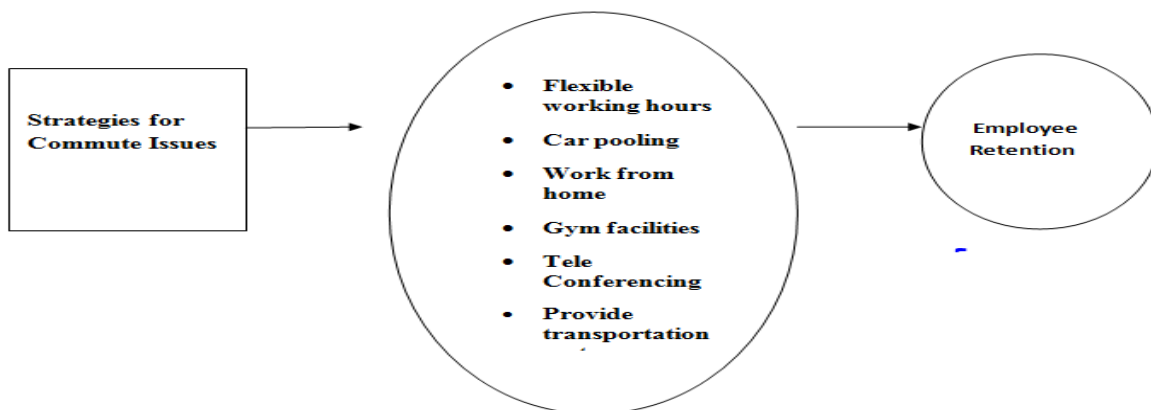 Strategies for
Commute Issues
• Flexible
working hours
• Car pooling
• Work from
home
• Gym facilities
• Tele
Conferencing
• Provide
transportation
Employee
Retention